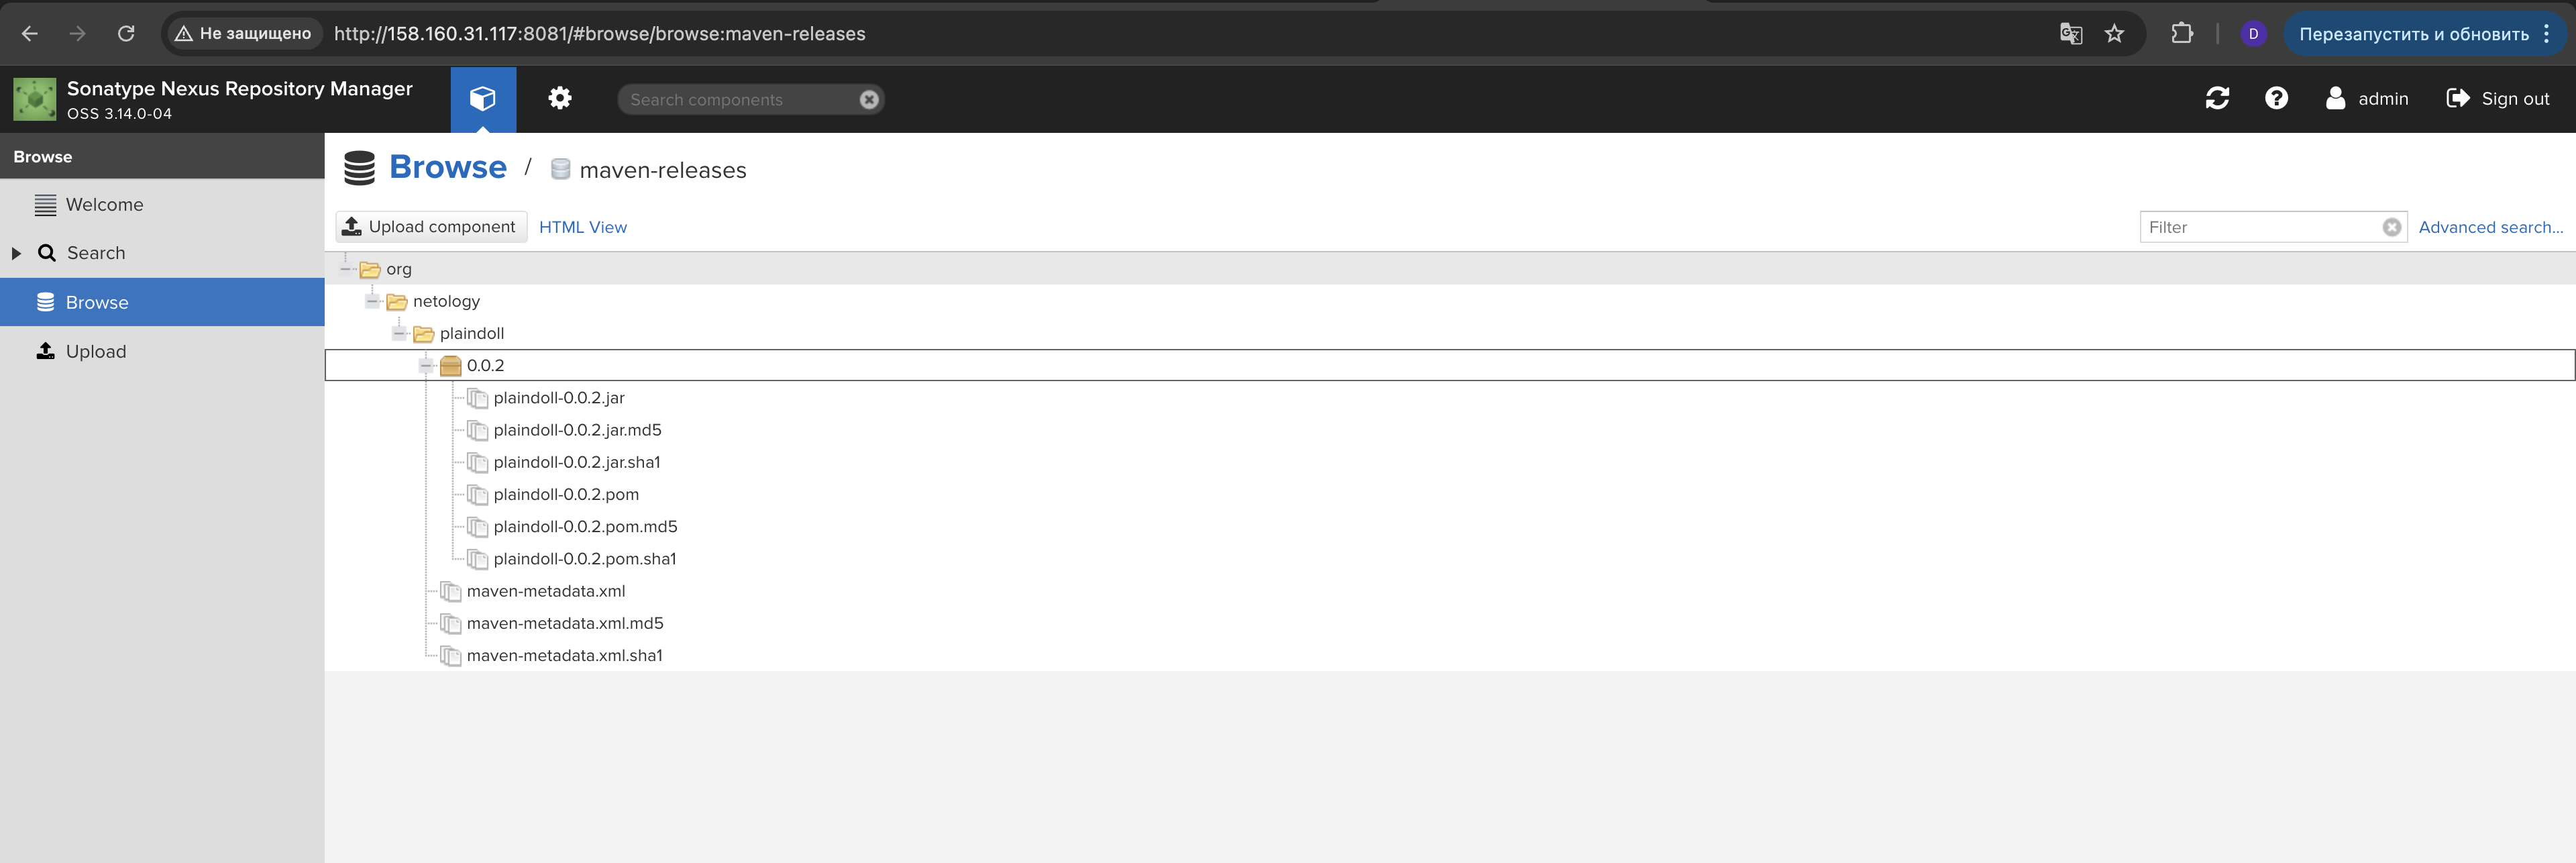 Не защищено http://158.160.31.117:8081/#browse/browse:maven-releases D Перезапустить и обновить
Sonatype Nexus Repository Manager
OSS 3.14.0-04
Search components
admin Sign out
Browse
Welcome
Search
Browse
Upload
Browse / maven-releases
Upload component HTML View Filter Advanced search...
org
netology
plaindoll
0.0.2
plaindoll-0.0.2.jar
plaindoll-0.0.2.jar.md5
plaindoll-0.0.2.jar.sha1
plaindoll-0.0.2.pom
plaindoll-0.0.2.pom.md5
plaindoll-0.0.2.pom.sha1
maven-metadata.xml
maven-metadata.xml.md5
maven-metadata.xml.sha1